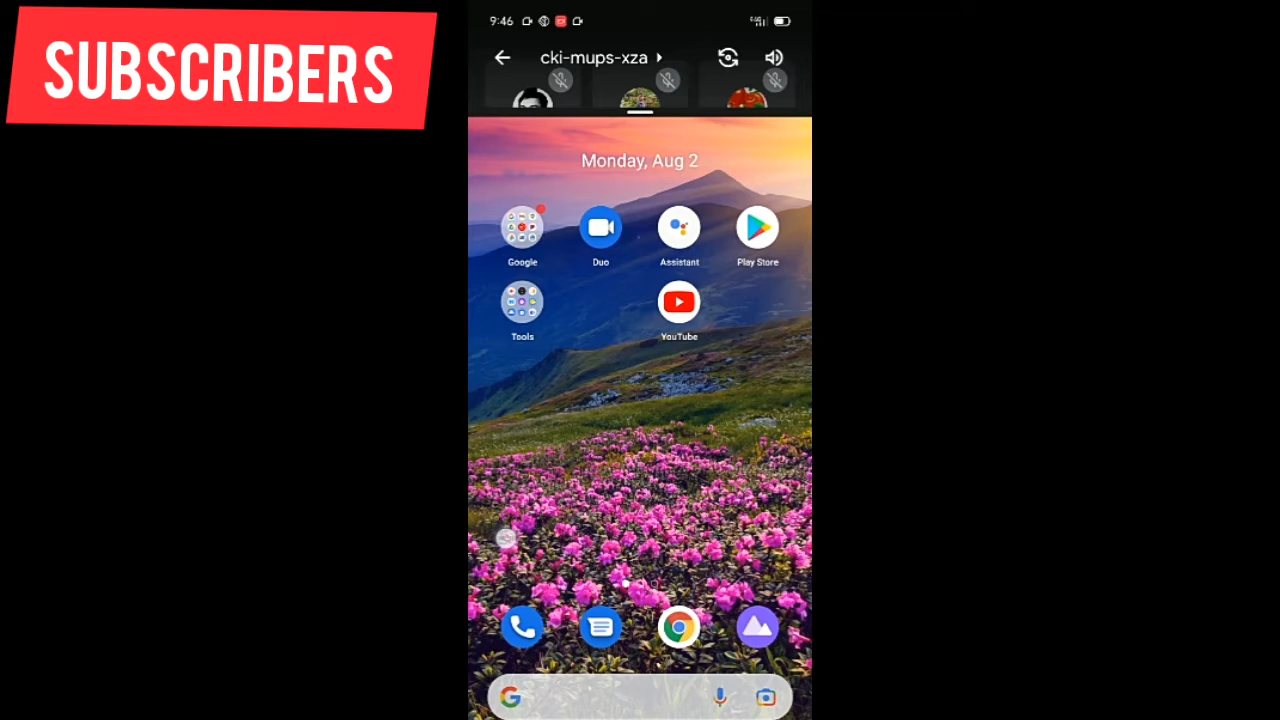 SUBSCRIBERS
9:46
cki-mups-xza
Monday, Aug 2
Google
Duo
Assistant
Play Store
Tools
YouTube